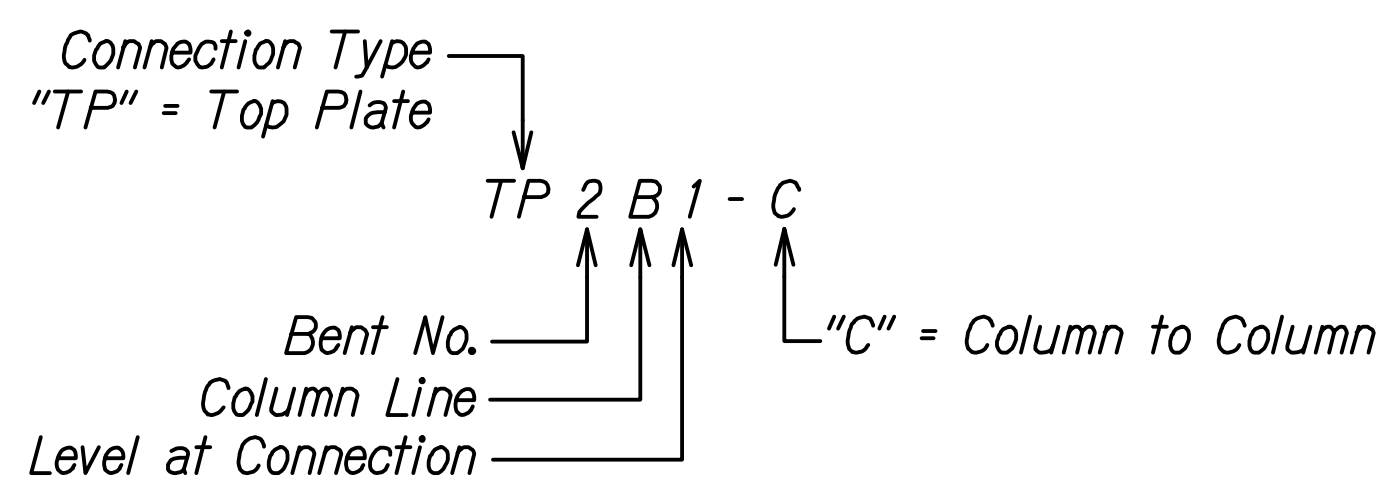 Connection Type
"TP" = Top Plate
TP 2 B 1 - C
Bent No.
"C" = Column to Column
Column Line
Level at Connection